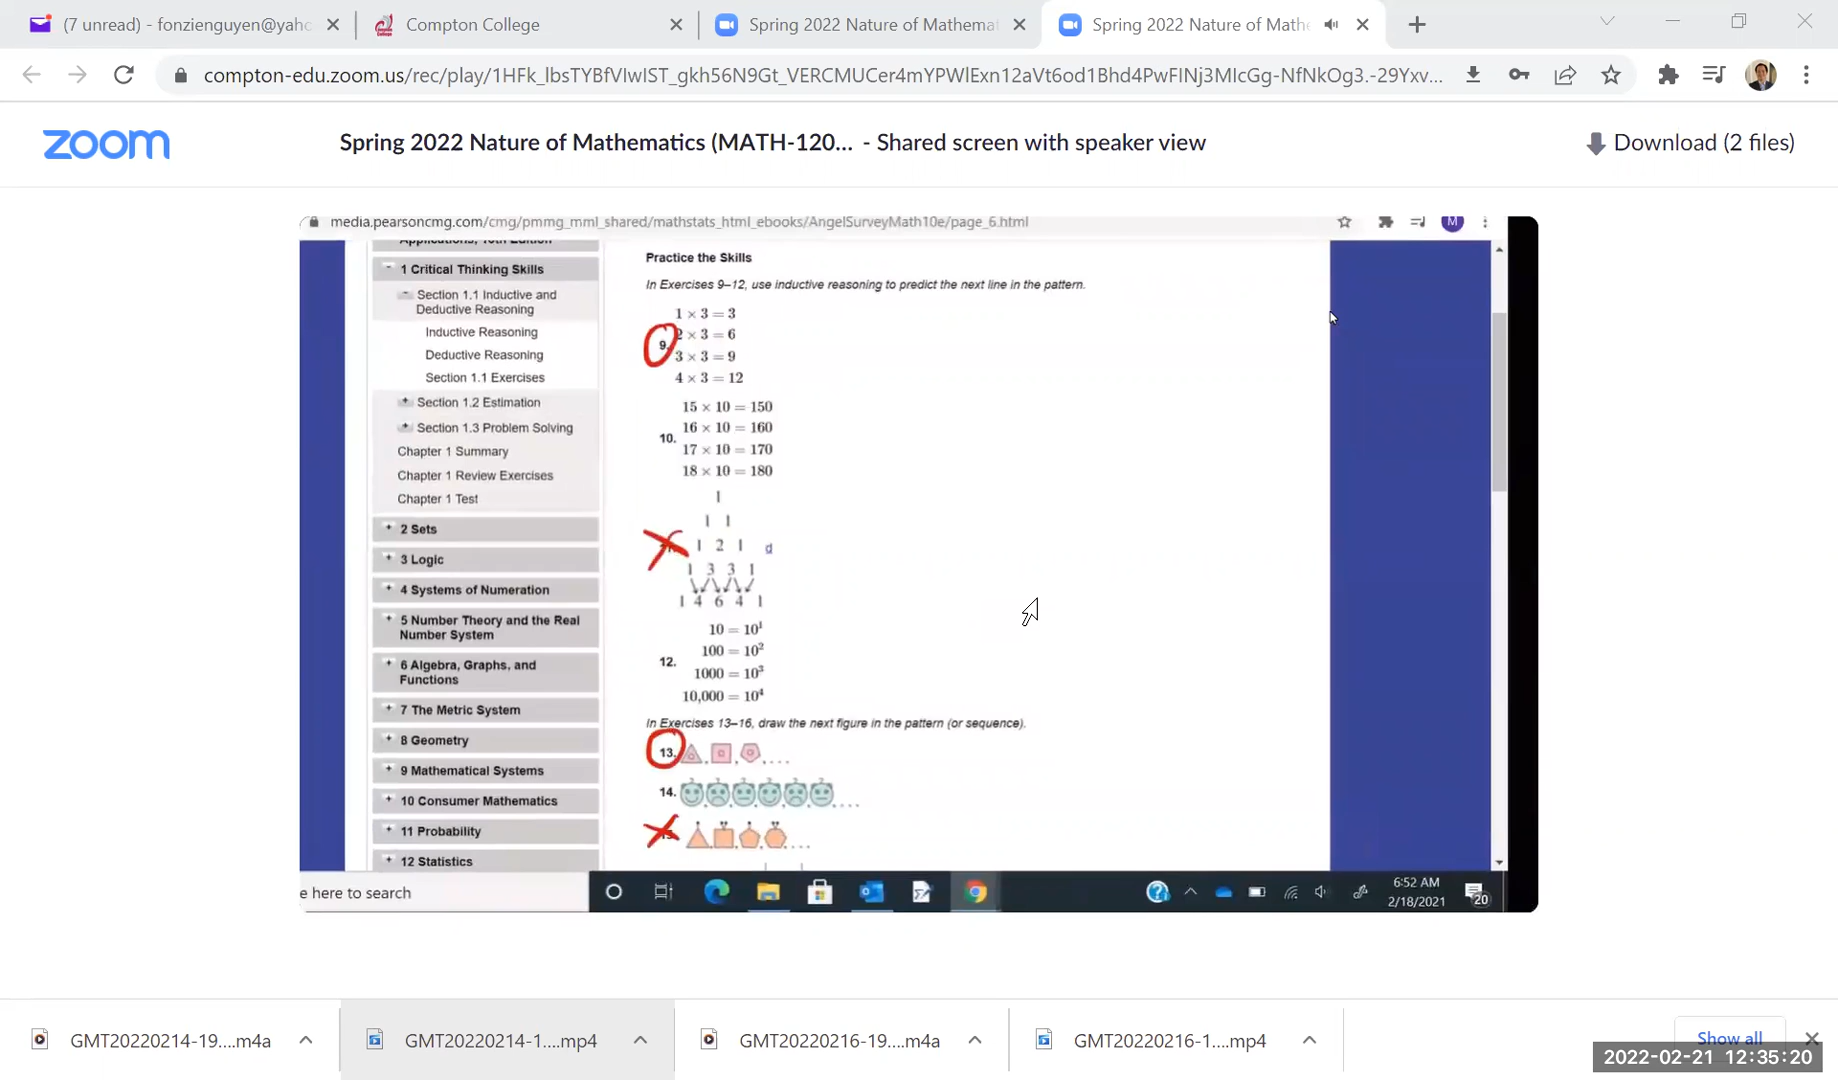 (7 unread) - fonzienguyen@yaho
Compton College
Spring 2022 Nature of Mathemat
Spring 2022 Nature of Mathe
compton-edu.zoom.us/rec/play/1HFk_lbsTYBfVIwIST_gkh56N9Gt_VERCMUCer4mYPWlExn12aVt6od1Bhd4PwFINj3MIcGg-NfNkOg3.-29Yxv...
zoom
Spring 2022 Nature of Mathematics (MATH-120... - Shared screen with speaker view
Download (2 files)
media.pearsoncmg.com/cmg/pmmg_mml_shared/mathstats_html_ebooks/AngelSurveyMath10e/page_6.html
M
Applications, 10th Edition
1 Critical Thinking Skills
Section 1.1 Inductive and
Deductive Reasoning
Inductive Reasoning
Deductive Reasoning
Section 1.1 Exercises
Section 1.2 Estimation
Section 1.3 Problem Solving
Chapter 1 Summary
Chapter 1 Review Exercises
Chapter 1 Test
2 Sets
3 Logic
4 Systems of Numeration
5 Number Theory and the Real
Number System
6 Algebra, Graphs, and
Functions
7 The Metric System
8 Geometry
9 Mathematical Systems
10 Consumer Mathematics
11 Probability
12 Statistics
Practice the Skills
In Exercises 9–12, use inductive reasoning to predict the next line in the pattern.
1 × 3 = 3
2 × 3 = 6
9.
3 × 3 = 9
4 × 3 = 12
15 × 10 = 150
16 × 10 = 160
10.
17 × 10 = 170
18 × 10 = 180
1
1 1
1 2 1 d
1 3 3 1
1 4 6 4 1
10 = 10¹
100 = 10²
12.
1000 = 10³
10,000 = 10⁴
In Exercises 13–16, draw the next figure in the pattern (or sequence).
13. , , , . . . .
14. . . . .
. . . .
e here to search
6:52 AM
2/18/2021
20
GMT20220214-19....m4a
GMT20220214-1....mp4
GMT20220216-19....m4a
GMT20220216-1....mp4
Show all
2022-02-21 12:35:20